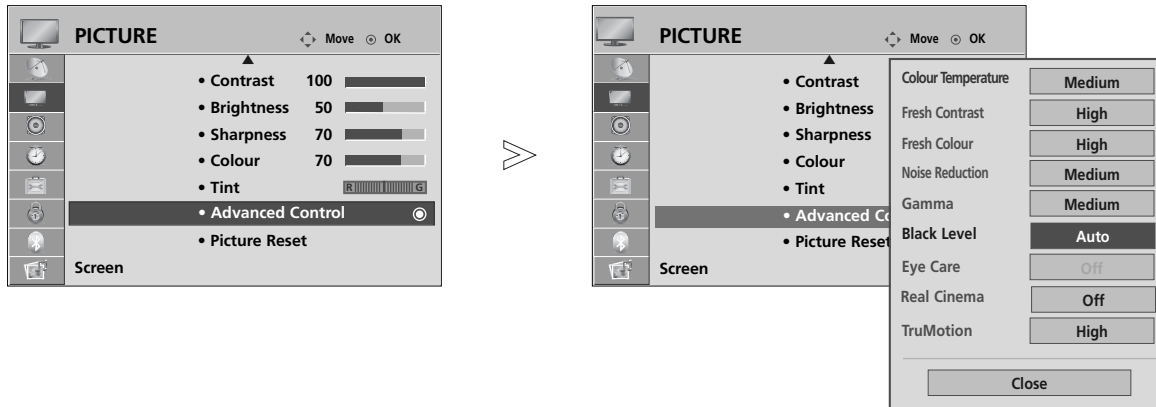 PICTURE Move OK
• Contrast 100
• Brightness 50
• Sharpness 70
• Colour 70
• Tint R G
• Advanced Control
• Picture Reset
Screen
PICTURE Move OK
• Contrast
• Brightness
• Sharpness
• Colour
• Tint
• Advanced Co
• Picture Reset
Screen
Colour Temperature Medium
Fresh Contrast High
Fresh Colour High
Noise Reduction Medium
Gamma Medium
Black Level Auto
Eye Care Off
Real Cinema Off
TruMotion High
Close